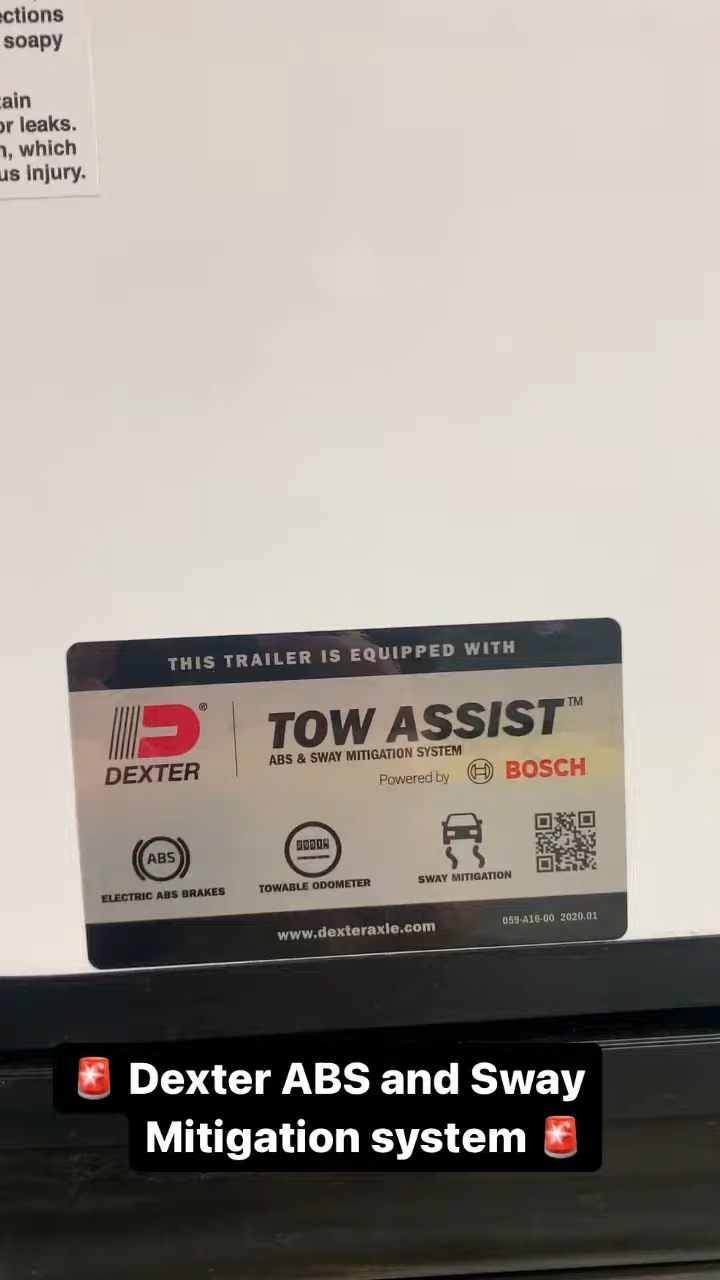 ections
soapy
tain
or leaks.
n, which
us injury.
THIS TRAILER IS EQUIPPED WITH
DEXTER®
TOW ASSIST™
ABS & SWAY MITIGATION SYSTEM
Powered by BOSCH
ABS
ELECTRIC ABS BRAKES
TOWABLE ODOMETER
SWAY MITIGATION
www.dexteraxle.com
059-A16-00 2020.01
🚨 Dexter ABS and Sway
Mitigation system 🚨